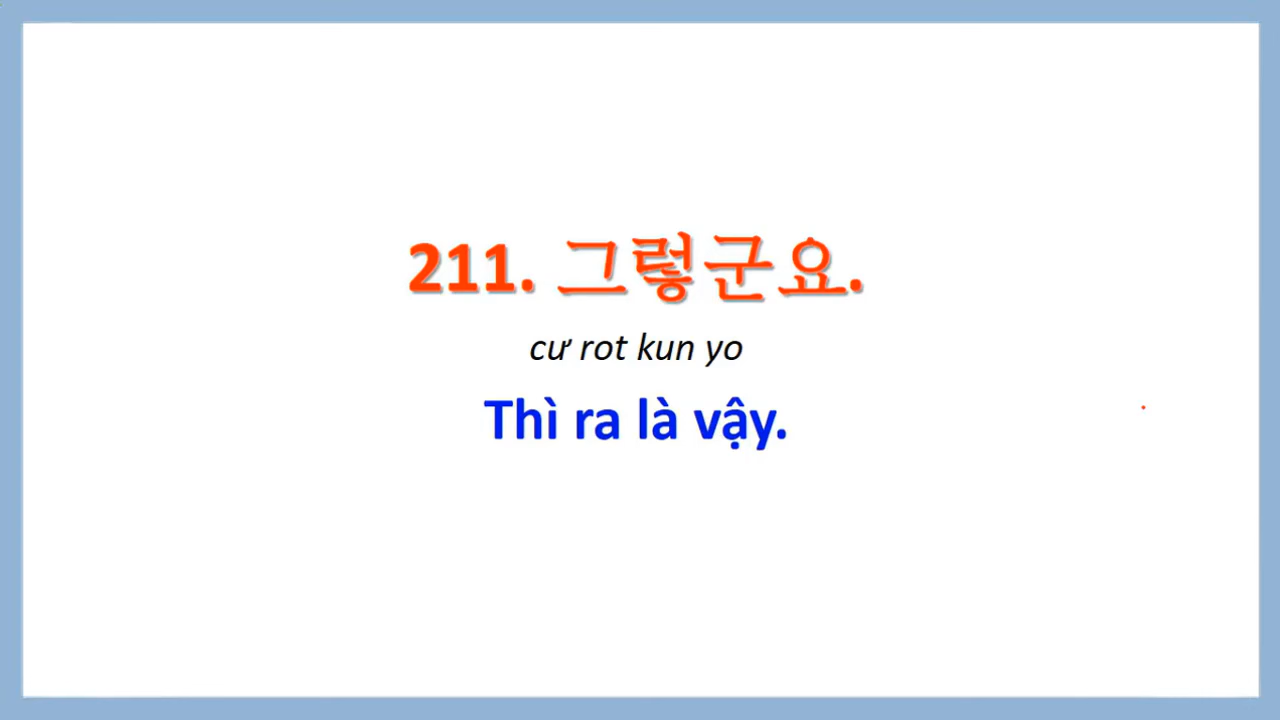 211. 그렇군요.
cư rot kun yo
Thì ra là vậy.